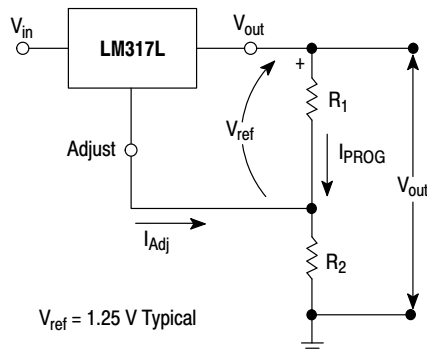 Vin
LM317L
Vout
+
R1
Vref
Adjust
IPROG
Vout
IAdj
R2
Vref = 1.25 V Typical